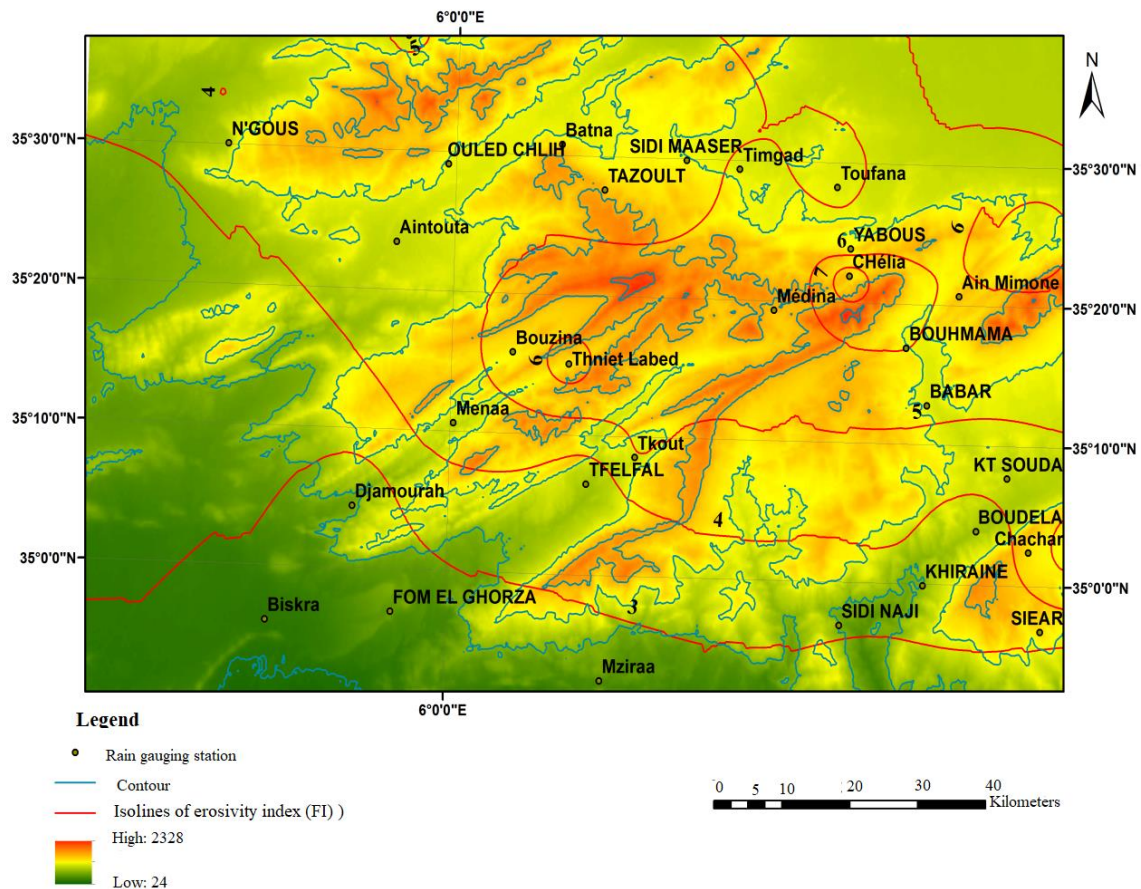 6°0'0"E
N
5
4
N'GOUS
35°30'0"N
Batna
OULED CHLIH
SIDI MAASER
Timgad
35°30'0"N
TAZOULT
Toufana
Aintouta
6
YABOUS
6
35°20'0"N
CHélia
7
Ain Mimone
Médina
35°20'0"N
Bouzina
6
Thniet Labed
BOUHMAMA
35°10'0"N
Menaa
BABAR
5
Tkout
35°10'0"N
TFELFAL
KT SOUDA
Djamourah
4
BOUDELA
Chachar
35°0'0"N
KHIRAINE
35°0'0"N
Biskra
FOM EL GHORZA
3
SIDI NAJI
SIEAR
Mziraa
6°0'0"E
Legend
Rain gauging station
Contour
Isolines of erosivity index (FI) )
High: 2328
Low: 24
0 5 10 20 30 40
Kilometers